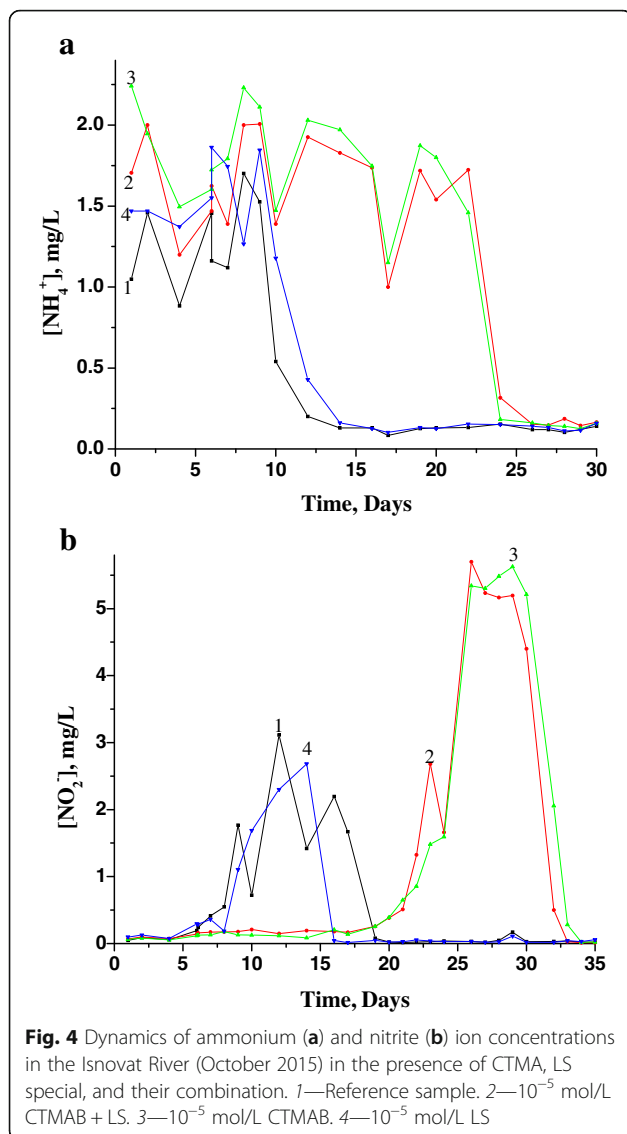 a
3
2
4
1
2.0
1.5
1.0
0.5
0.0
[NH₄⁺], mg/L
0 5 10 15 20 25 30
Time, Days
b
5
4
3
2
1
0
[NO₂⁻], mg/L
1
4
2
3
0 5 10 15 20 25 30 35
Time, Days
Fig. 4 Dynamics of ammonium (a) and nitrite (b) ion concentrations
in the Isnovat River (October 2015) in the presence of CTMA, LS
special, and their combination. 1—Reference sample. 2—10⁻⁵ mol/L
CTMAB + LS. 3—10⁻⁵ mol/L CTMAB. 4—10⁻⁵ mol/L LS